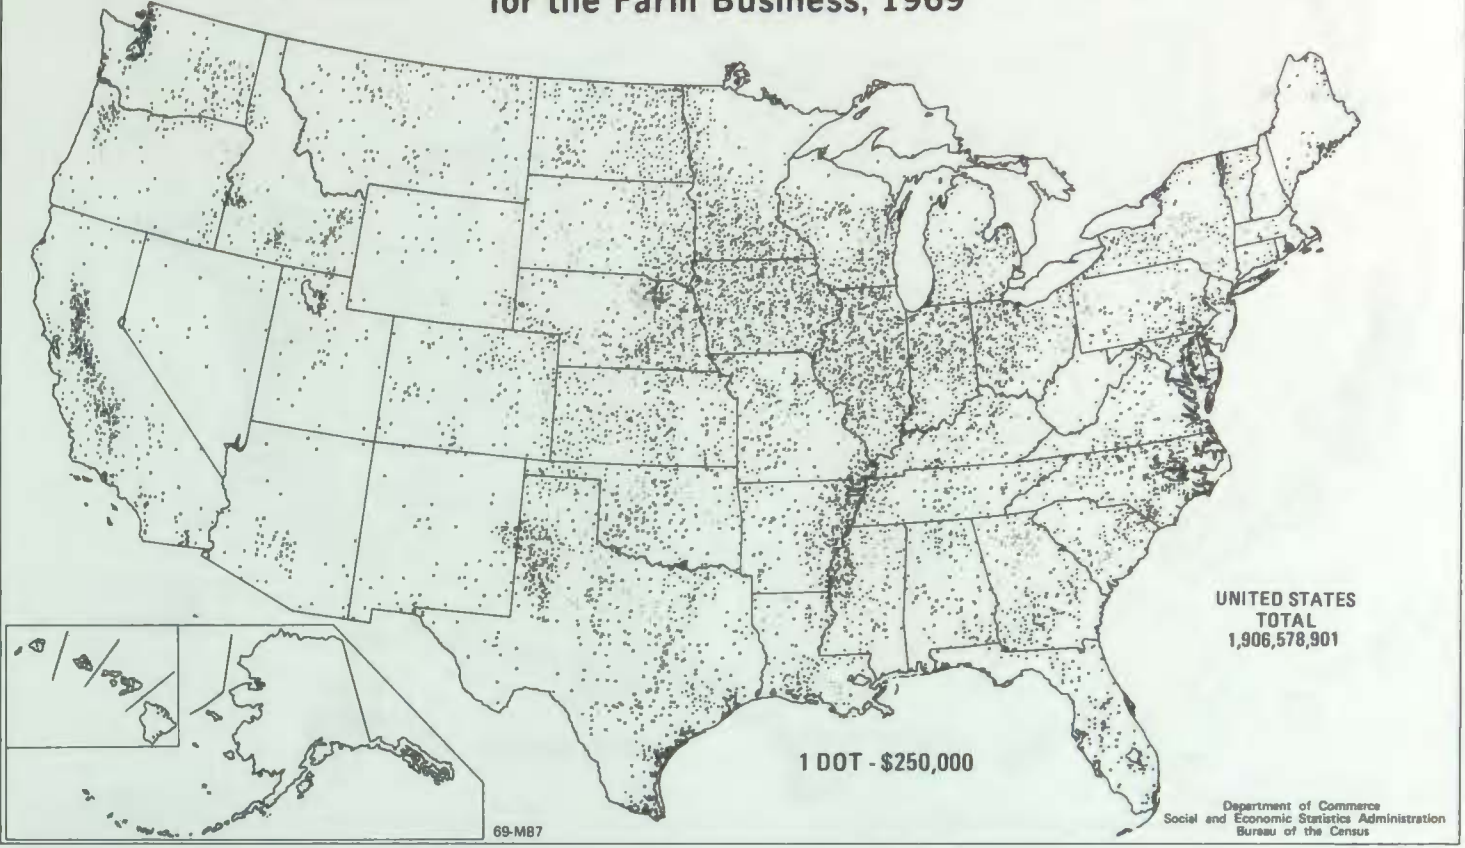 for the Farm Business, 1969
UNITED STATES
TOTAL
1,906,578,901
1 DOT - $250,000
Department of Commerce
Social and Economic Statistics Administration
Bureau of the Census
69-M87